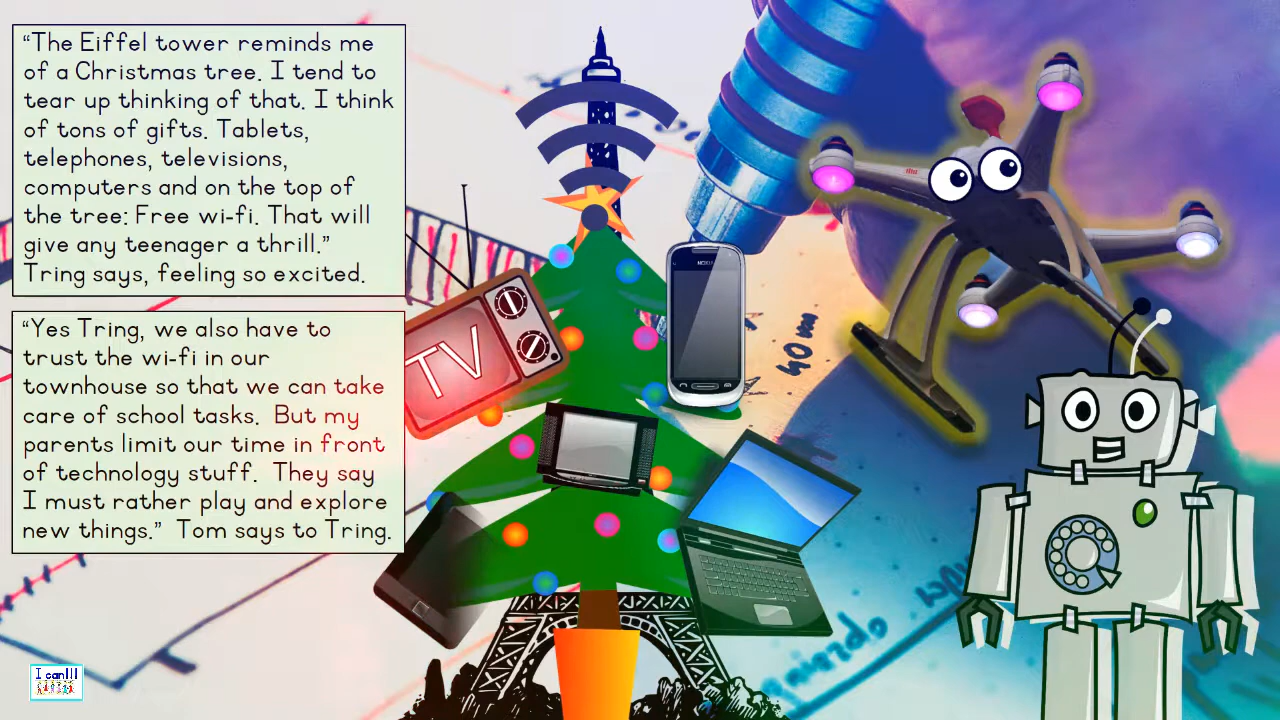 “The Eiffel tower reminds me
of a Christmas tree. I tend to
tear up thinking of that. I think
of tons of gifts. Tablets,
telephones, televisions,
computers and on the top of
the tree: Free wi-fi. That will
give any teenager a thrill.”
Tring says, feeling so excited.
“Yes Tring, we also have to
trust the wi-fi in our
townhouse so that we can take
care of school tasks.  But my
parents limit our time in front
of technology stuff.  They say
I must rather play and explore
new things.”  Tom says to Tring.
TV
NOKIA
40 mm
I can!!!